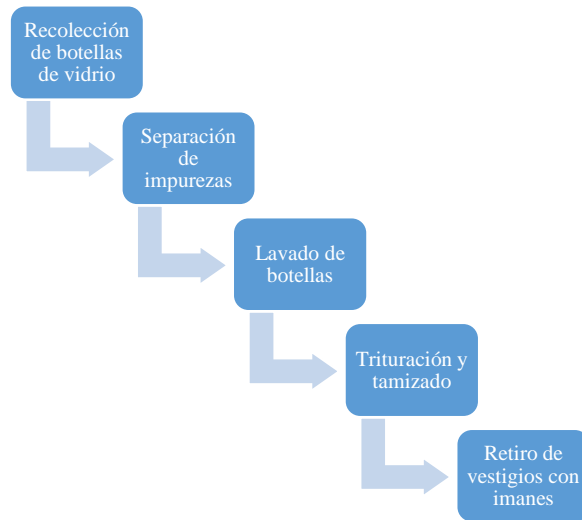 Recolección
de botellas
de vidrio
Separación
de
impurezas
Lavado de
botellas
Trituración y
tamizado
Retiro de
vestigios con
imanes